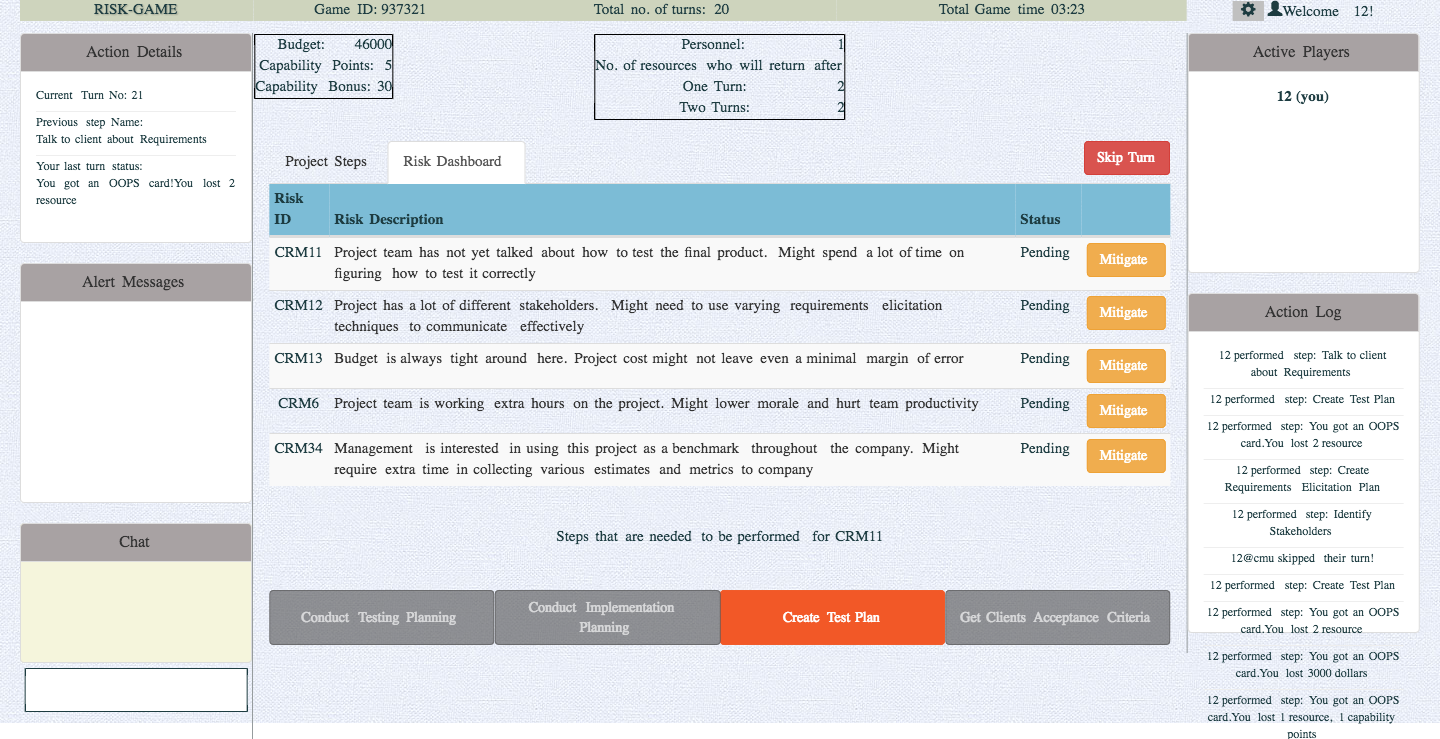 RISK-GAME
Game ID: 937321
Total no. of turns: 20
Total Game time 03:23
Welcome 12!
Action Details
Current Turn No: 21
Previous step Name:
Talk to client about Requirements
Your last turn status:
You got an OOPS card!You lost 2
resource
Alert Messages
Chat
Budget: 46000
Capability Points: 5
Capability Bonus: 30
Personnel: 1
No. of resources who will return after
One Turn: 2
Two Turns: 2
Project Steps
Risk Dashboard
Skip Turn
Risk
ID
Risk Description
Status
CRM11
Project team has not yet talked about how to test the final product. Might spend a lot of time on
figuring how to test it correctly
Pending
Mitigate
CRM12
Project has a lot of different stakeholders. Might need to use varying requirements elicitation
techniques to communicate effectively
Pending
Mitigate
CRM13
Budget is always tight around here. Project cost might not leave even a minimal margin of error
Pending
Mitigate
CRM6
Project team is working extra hours on the project. Might lower morale and hurt team productivity
Pending
Mitigate
CRM34
Management is interested in using this project as a benchmark throughout the company. Might
require extra time in collecting various estimates and metrics to company
Pending
Mitigate
Steps that are needed to be performed for CRM11
Conduct Testing Planning
Conduct Implementation
Planning
Create Test Plan
Get Clients Acceptance Criteria
Active Players
12 (you)
Action Log
12 performed step: Talk to client
about Requirements
12 performed step: Create Test Plan
12 performed step: You got an OOPS
card.You lost 2 resource
12 performed step: Create
Requirements Elicitation Plan
12 performed step: Identify
Stakeholders
12@cmu skipped their turn!
12 performed step: Create Test Plan
12 performed step: You got an OOPS
card.You lost 2 resource
12 performed step: You got an OOPS
card.You lost 3000 dollars
12 performed step: You got an OOPS
card.You lost 1 resource, 1 capability
points